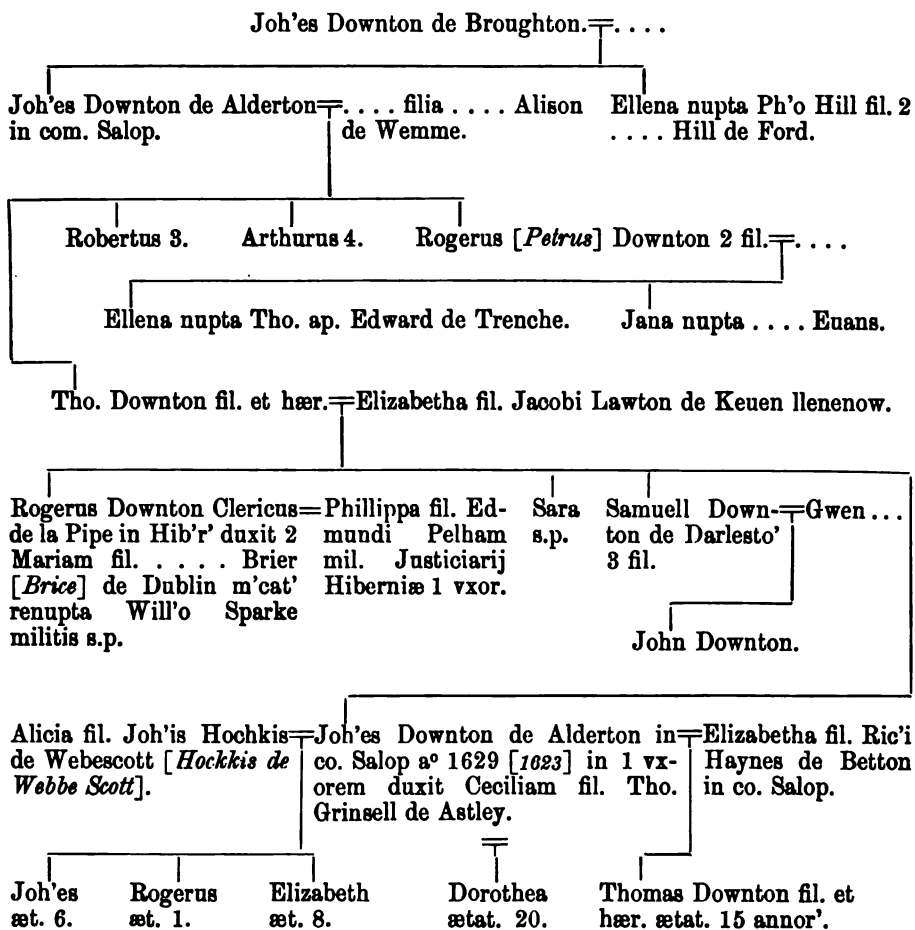 Joh'es Downton de Broughton.=. . . .
Joh'es Downton de Alderton=. . . . filia . . . . Alison
in com. Salop.
de Wemme.
Ellena nupta Ph'o Hill fil. 2
. . . . Hill de Ford.
Robertus 3.
Arthurus 4.
Rogerus [Petrus] Downton 2 fil.=. . . .
Ellena nupta Tho. ap. Edward de Trenche.
Jana nupta . . . . Euans.
Tho. Downton fil. et hær.=Elizabetha fil. Jacobi Lawton de Keuen llenenow.
Rogerus Downton Clericus=
de la Pipe in Hib'r' duxit 2
Mariam fil. . . . . Brier
[Brice] de Dublin m'cat'
renupta Will'o Sparke
militis s.p.
Phillippa fil. Ed-
mundi Pelham
mil. Justiciarij
Hiberniæ 1 vxor.
Sara
s.p.
Samuell Down-=Gwen ...
ton de Darlesto'
3 fil.
John Downton.
Alicia fil. Joh'is Hochkis=
de Webescott [Hockkis de
Webbe Scott].
Joh'es Downton de Alderton in=
co. Salop aº 1629 [1623] in 1 vx-
orem duxit Ceciliam fil. Tho.
Grinsell de Astley.
=
Elizabetha fil. Ric'i
Haynes de Betton
in co. Salop.
Joh'es
æt. 6.
Rogerus
æt. 1.
Elizabeth
æt. 8.
Dorothea
ætat. 20.
Thomas Downton fil. et
hær. ætat. 15 annor'.